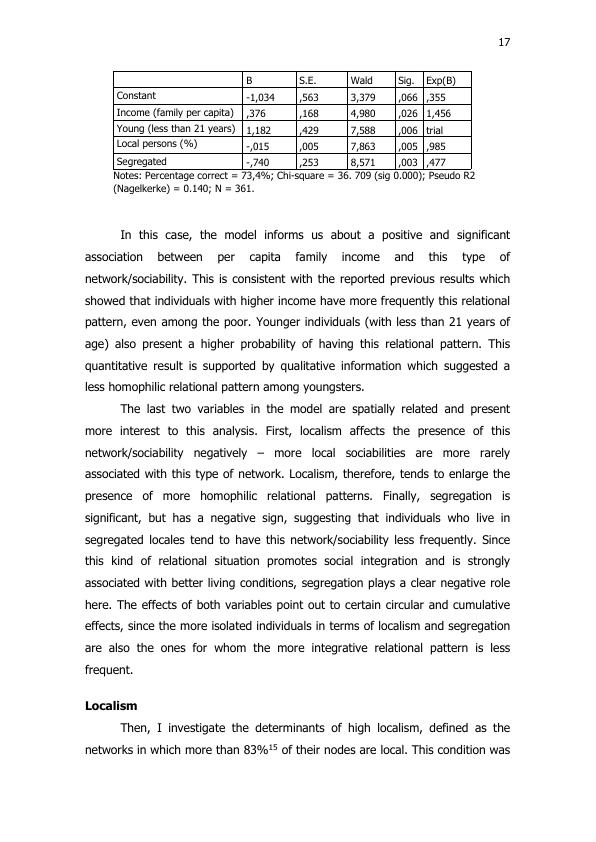 17
B S.E. Wald Sig. Exp(B)
Constant -1,034 ,563 3,379 ,066 ,355
Income (family per capita) ,376 ,168 4,980 ,026 1,456
Young (less than 21 years) 1,182 ,429 7,588 ,006 trial
Local persons (%) -,015 ,005 7,863 ,005 ,985
Segregated -,740 ,253 8,571 ,003 ,477
Notes: Percentage correct = 73,4%; Chi-square = 36. 709 (sig 0.000); Pseudo R2
(Nagelkerke) = 0.140; N = 361.
In this case, the model informs us about a positive and significant
association between per capita family income and this type of
network/sociability. This is consistent with the reported previous results which
showed that individuals with higher income have more frequently this relational
pattern, even among the poor. Younger individuals (with less than 21 years of
age) also present a higher probability of having this relational pattern. This
quantitative result is supported by qualitative information which suggested a
less homophilic relational pattern among youngsters.
The last two variables in the model are spatially related and present
more interest to this analysis. First, localism affects the presence of this
network/sociability negatively – more local sociabilities are more rarely
associated with this type of network. Localism, therefore, tends to enlarge the
presence of more homophilic relational patterns. Finally, segregation is
significant, but has a negative sign, suggesting that individuals who live in
segregated locales tend to have this network/sociability less frequently. Since
this kind of relational situation promotes social integration and is strongly
associated with better living conditions, segregation plays a clear negative role
here. The effects of both variables point out to certain circular and cumulative
effects, since the more isolated individuals in terms of localism and segregation
are also the ones for whom the more integrative relational pattern is less
frequent.
Localism
Then, I investigate the determinants of high localism, defined as the
networks in which more than 83%15 of their nodes are local. This condition was